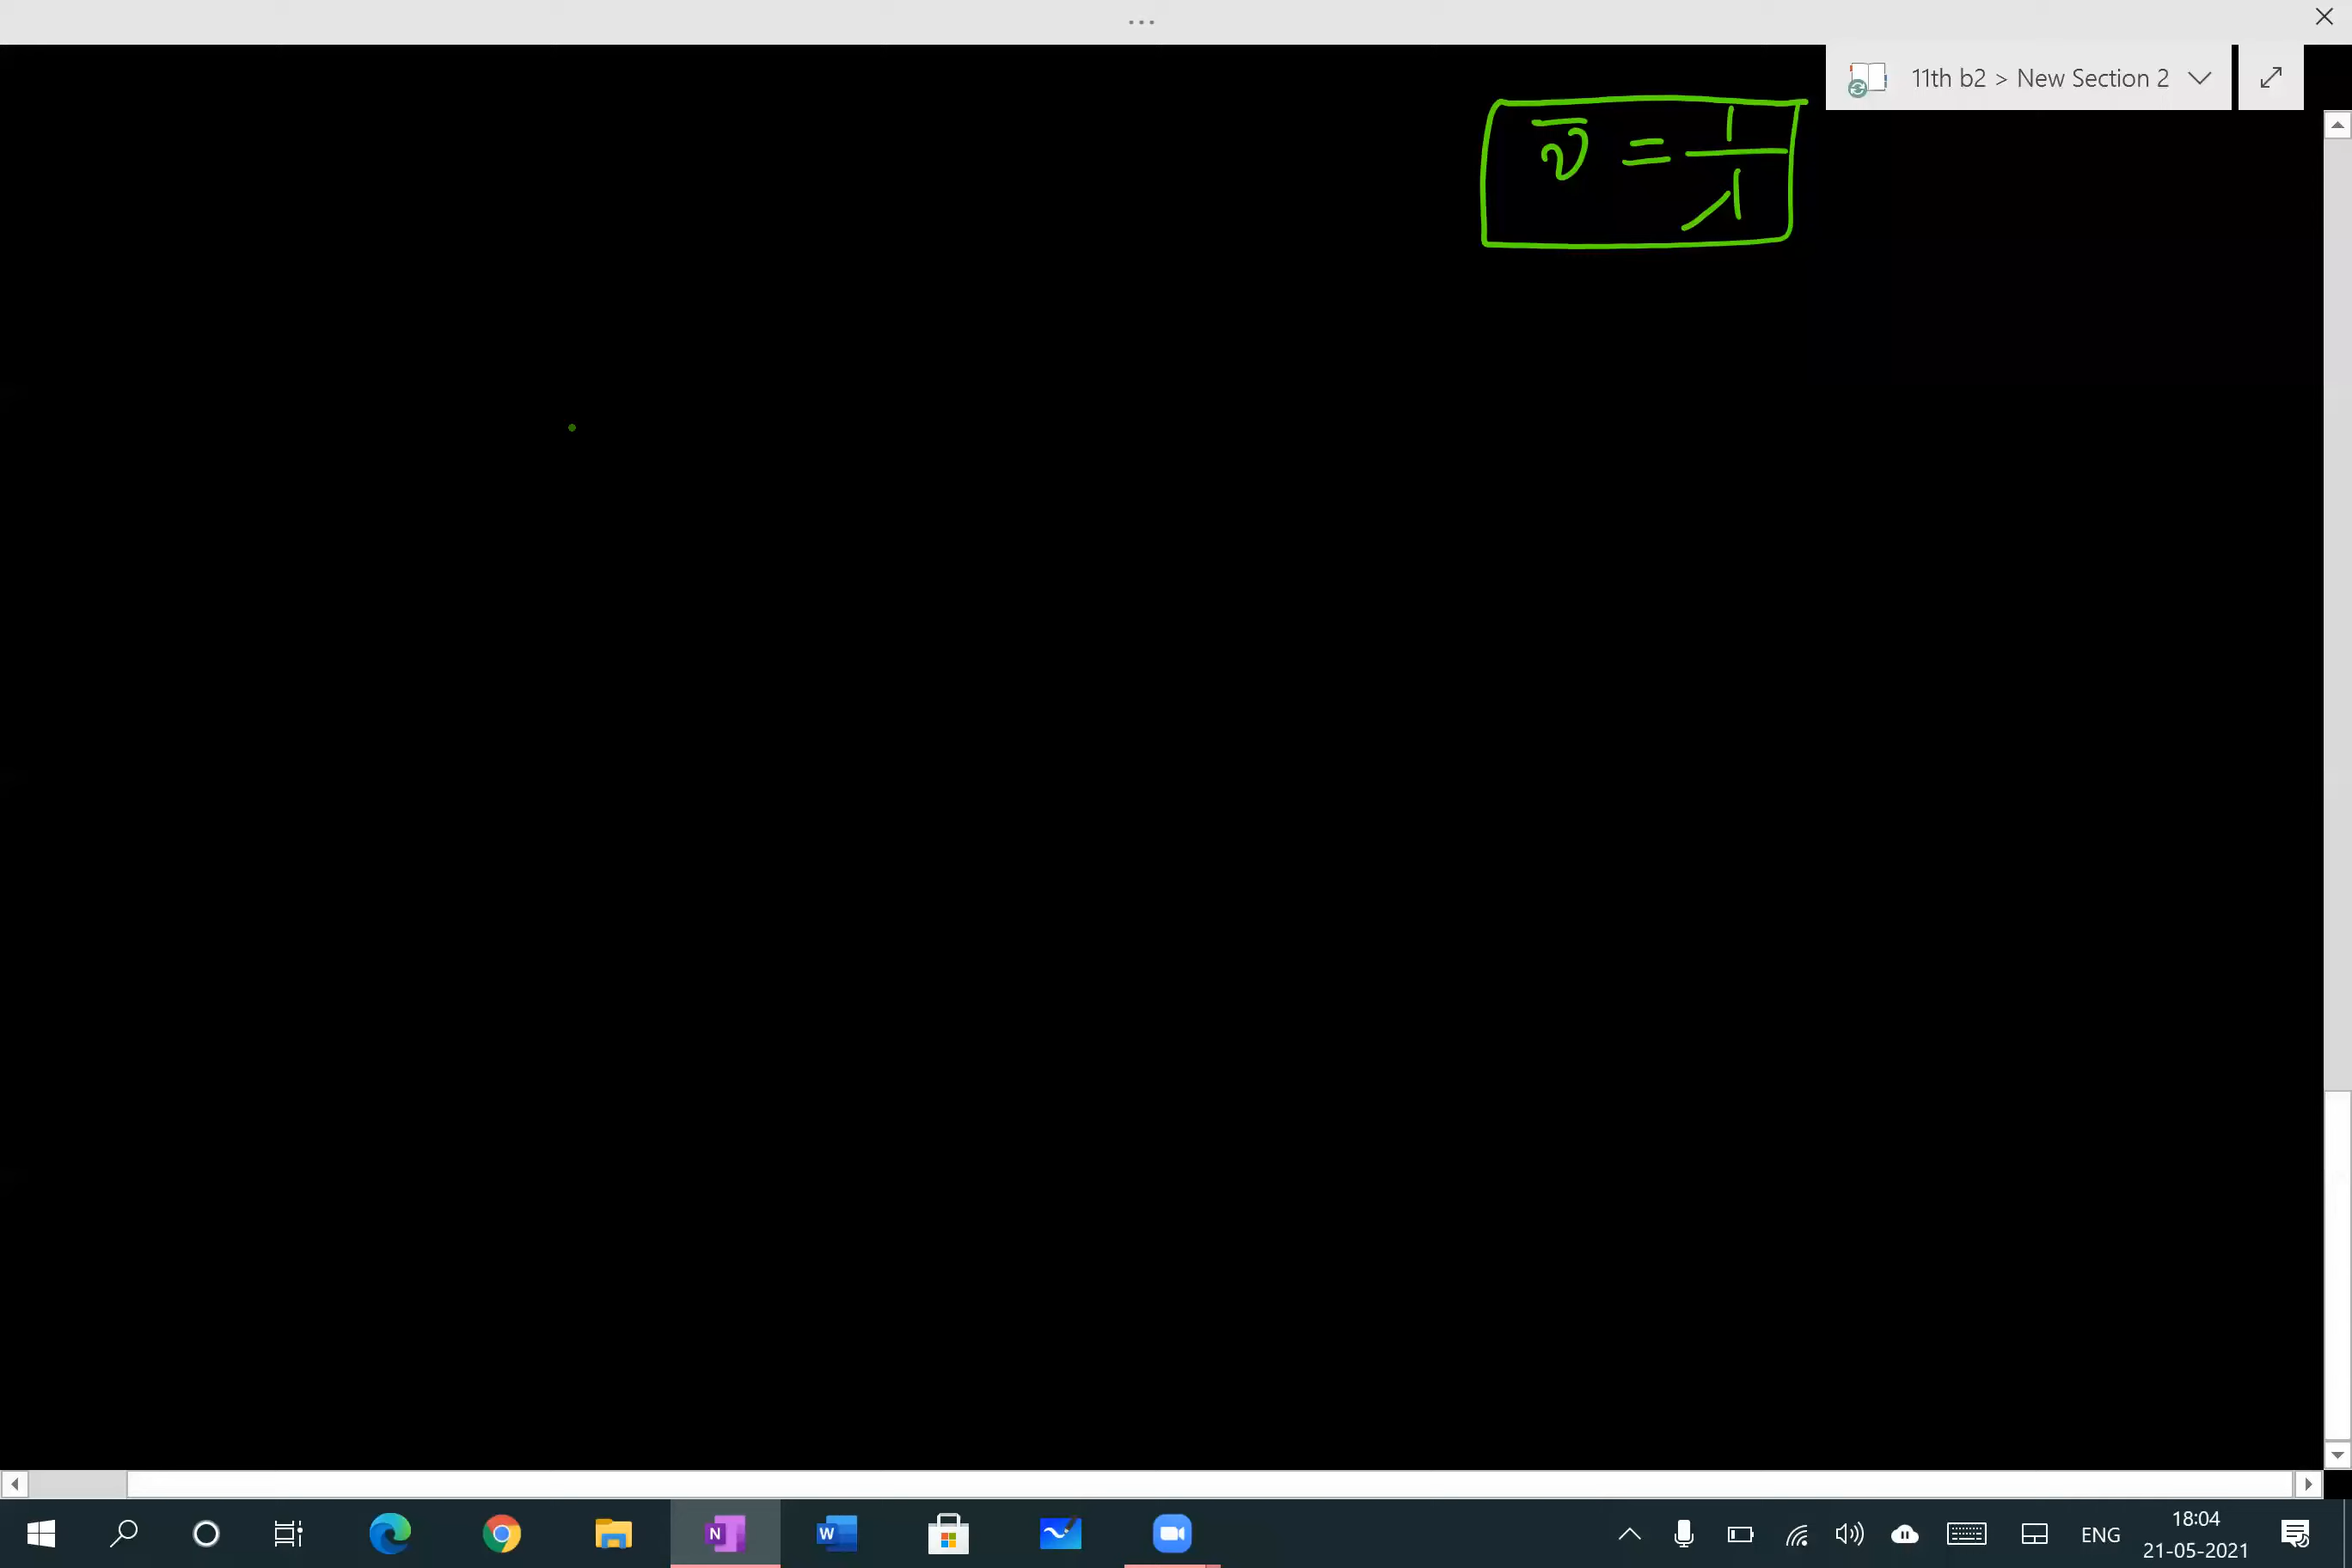 11th b2 > New Section 2
ν̅ = 1/λ
ENG
18:04
21-05-2021